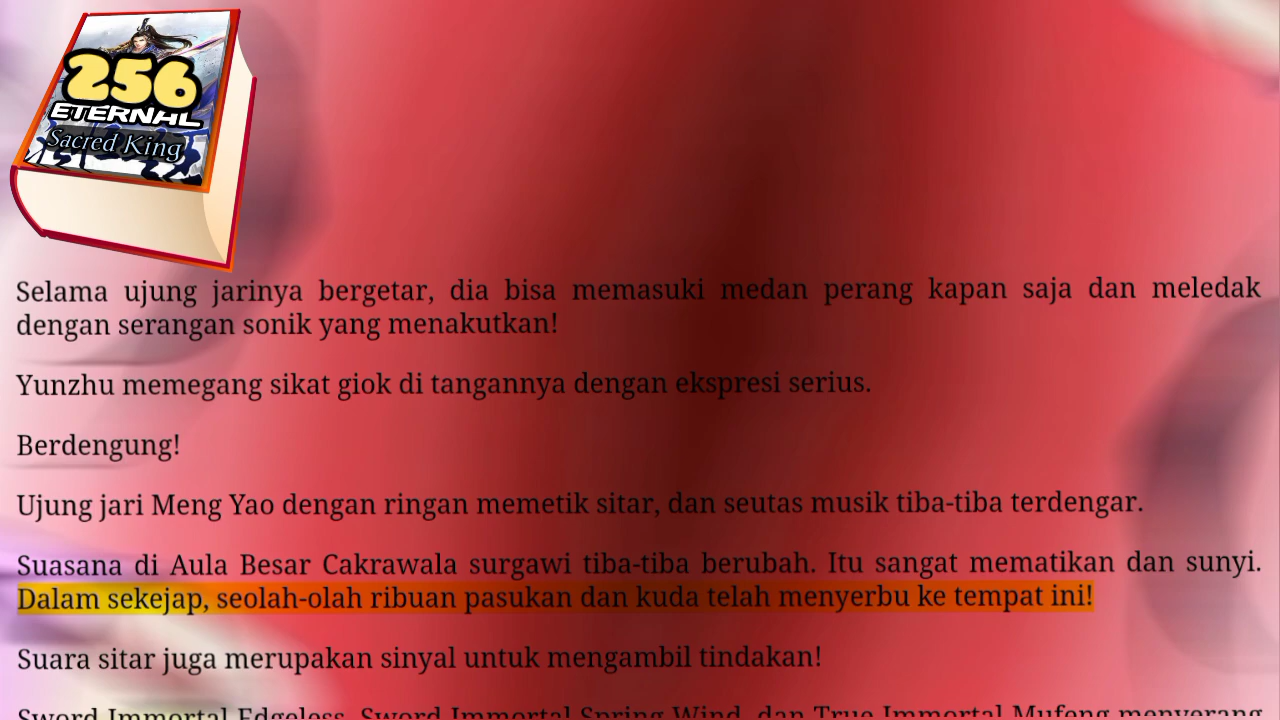 256
ETERNAL
Sacred King
Selama ujung jarinya bergetar, dia bisa memasuki medan perang kapan saja dan meledak
dengan serangan sonik yang menakutkan!
Yunzhu memegang sikat giok di tangannya dengan ekspresi serius.
Berdengung!
Ujung jari Meng Yao dengan ringan memetik sitar, dan seutas musik tiba-tiba terdengar.
Suasana di Aula Besar Cakrawala surgawi tiba-tiba berubah. Itu sangat mematikan dan sunyi.
Dalam sekejap, seolah-olah ribuan pasukan dan kuda telah menyerbu ke tempat ini!
Suara sitar juga merupakan sinyal untuk mengambil tindakan!
Sword Immortal Edgeless, Sword Immortal Spring Wind, dan True Immortal Mufeng menyerang